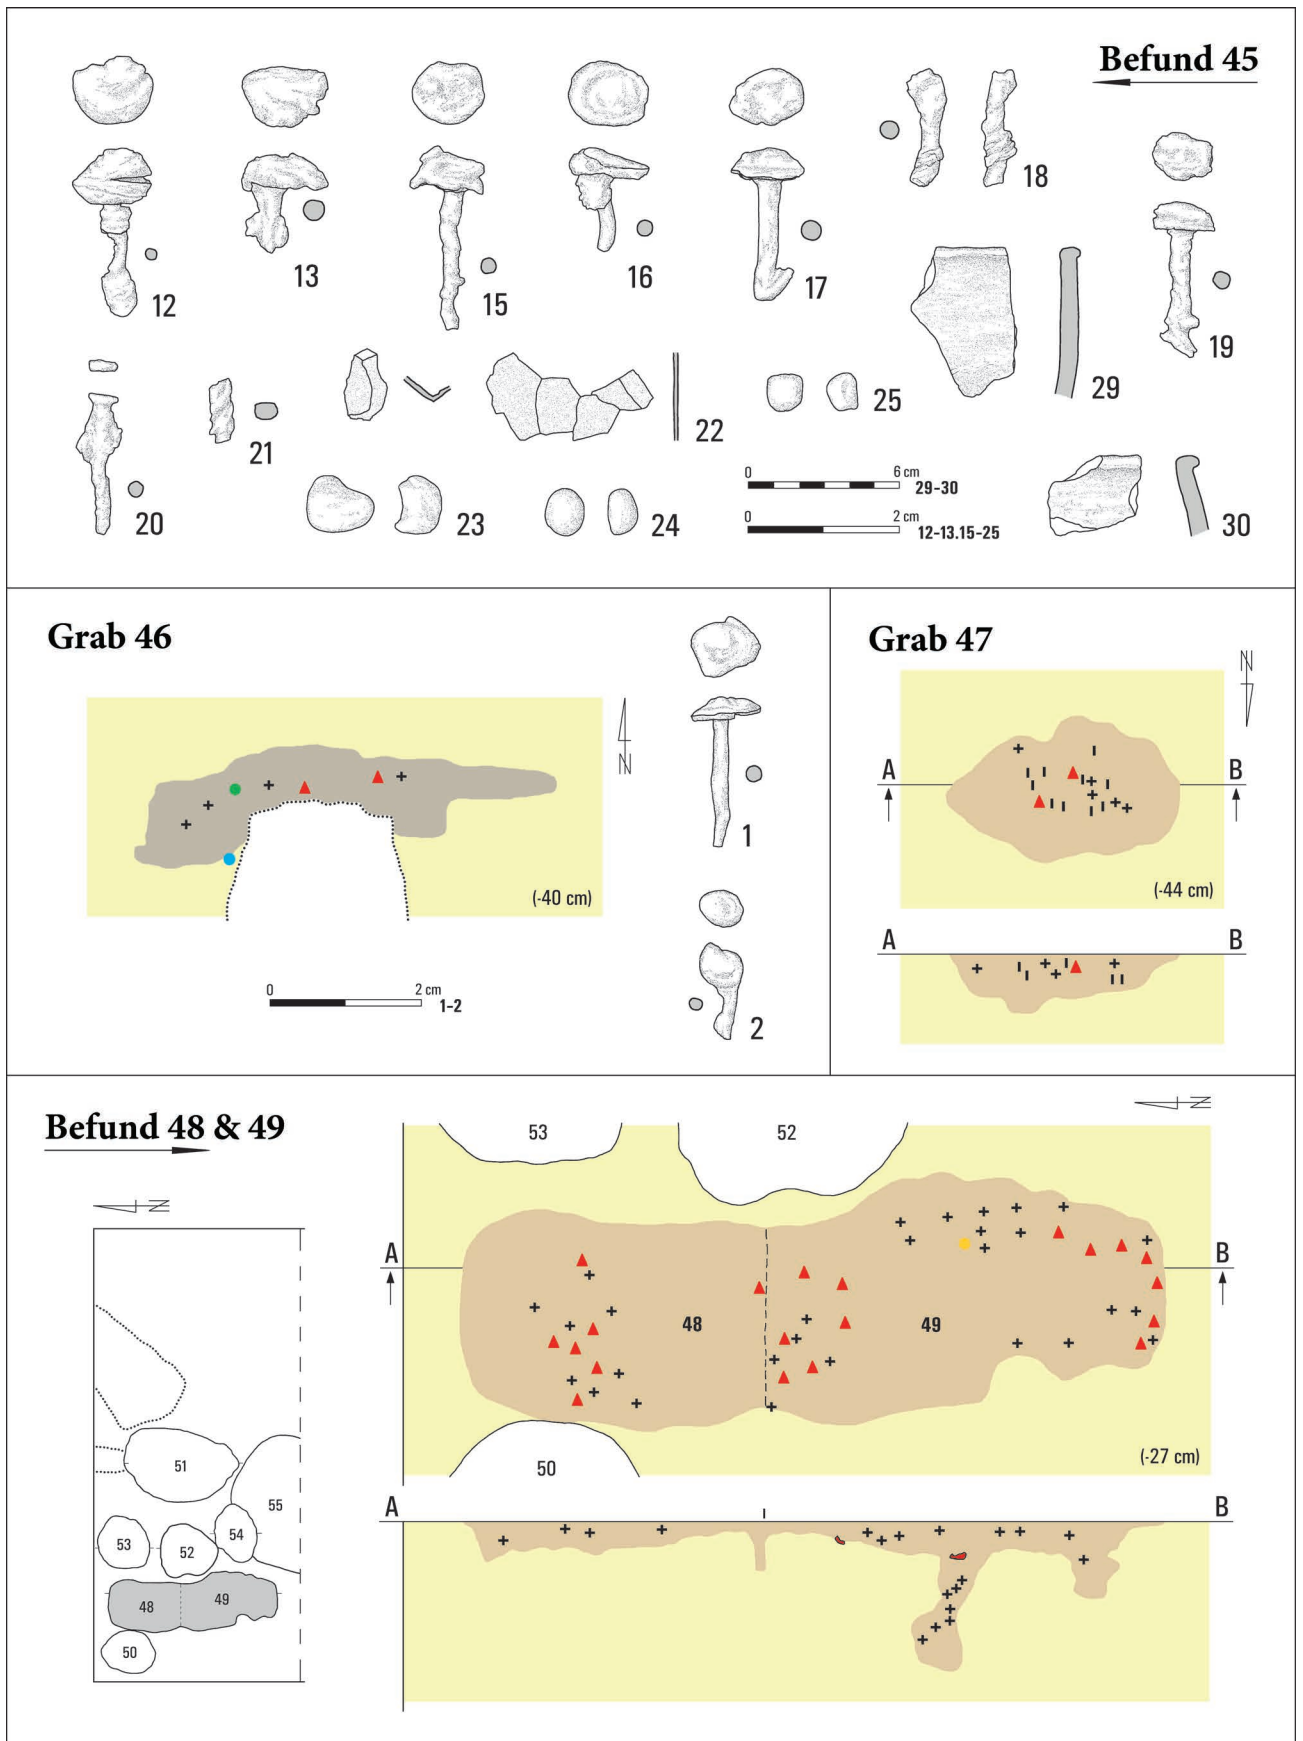 Befund 45
12
13
15
16
17
18
19
20
21
22
23
24
25
29
30
0 6 cm
29-30
0 2 cm
12-13.15-25
Grab 46
N
(-40 cm)
0 2 cm
1-2
1
2
Grab 47
N
A B
(-44 cm)
A B
Befund 48 & 49
N
51
55
53
52
54
48
49
50
N
53
52
A B
48
49
50
(-27 cm)
A B